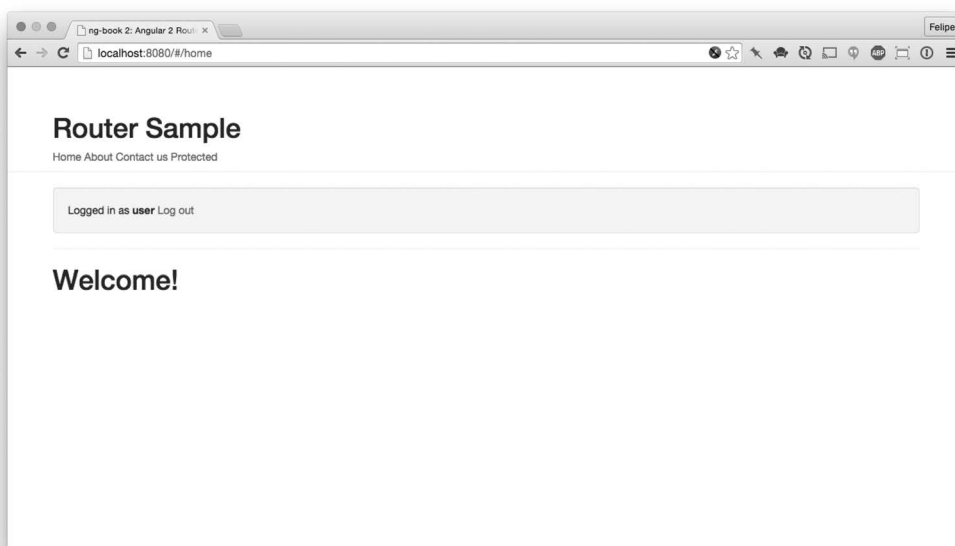 ng-book 2: Angular 2 Rout
Felipe
localhost:8080/#/home
ABP
Router Sample
Home About Contact us Protected
Logged in as user Log out
Welcome!